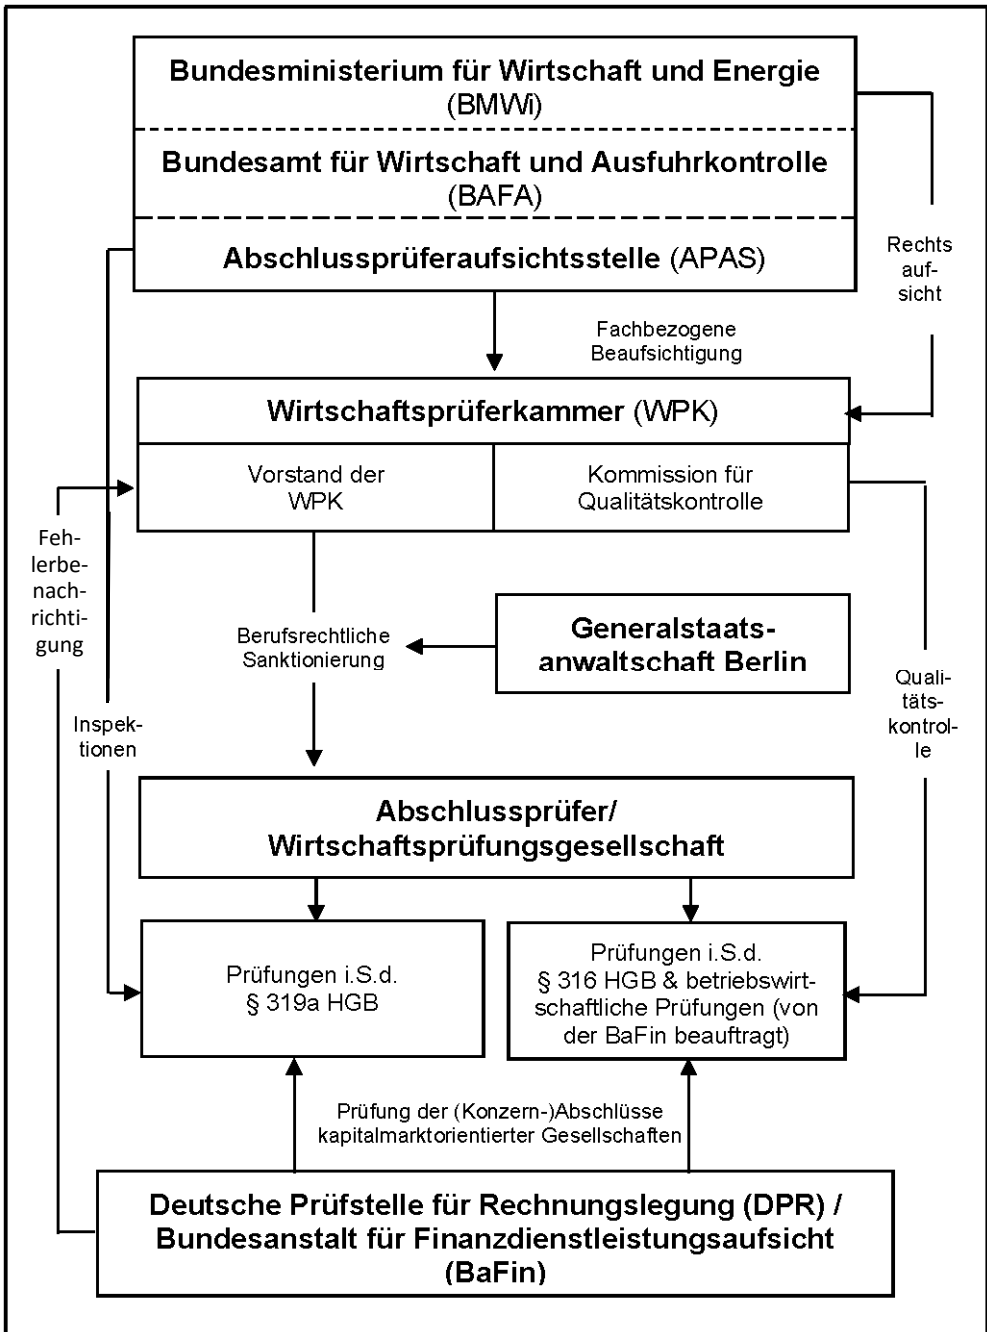 Bundesministerium für Wirtschaft und Energie
(BMWi)
Bundesamt für Wirtschaft und Ausfuhrkontrolle
(BAFA)
Abschlussprüferaufsichtsstelle (APAS)
Rechts
auf-
sicht
Fachbezogene
Beaufsichtigung
Wirtschaftsprüferkammer (WPK)
Vorstand der
WPK
Kommission für
Qualitätskontrolle
Feh-
lerbe-
nach-
richti-
gung
Berufsrechtliche
Sanktionierung
Generalstaats-
anwaltschaft Berlin
Quali-
täts-
kontrol-
le
Inspek-
tionen
Abschlussprüfer/
Wirtschaftsprüfungsgesellschaft
Prüfungen i.S.d.
§ 319a HGB
Prüfungen i.S.d.
§ 316 HGB & betriebswirt-
schaftliche Prüfungen (von
der BaFin beauftragt)
Prüfung der (Konzern-)Abschlüsse
kapitalmarktorientierter Gesellschaften
Deutsche Prüfstelle für Rechnungslegung (DPR) /
Bundesanstalt für Finanzdienstleistungsaufsicht
(BaFin)